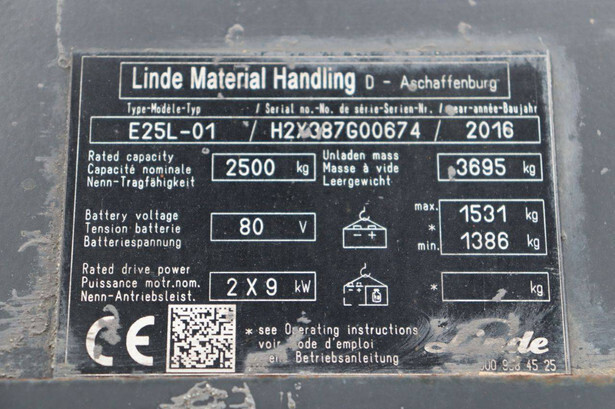 Linde Material Handling D - Aschaffenburg
Type-Modèle-Typ / Serial no.-No. de série-Serien-Nr. / year-année-Baujahr
E25L-01 / H2X387G00674 / 2016
Rated capacity
Capacité nominale
Nenn-Tragfähigkeit
2500 kg
Unladen mass
Masse à vide
Leergewicht
3695 kg
Battery voltage
Tension batterie
Batteriespannung
80 V
max. 1531 kg
*
min. 1386 kg
Rated drive power
Puissance motr.nom.
Nenn-Antriebsleist.
2 X 9 kW
* kg
CE
* see Operating instructions
voir Mode d'emploi
Betriebsanleitung
Linde
4525